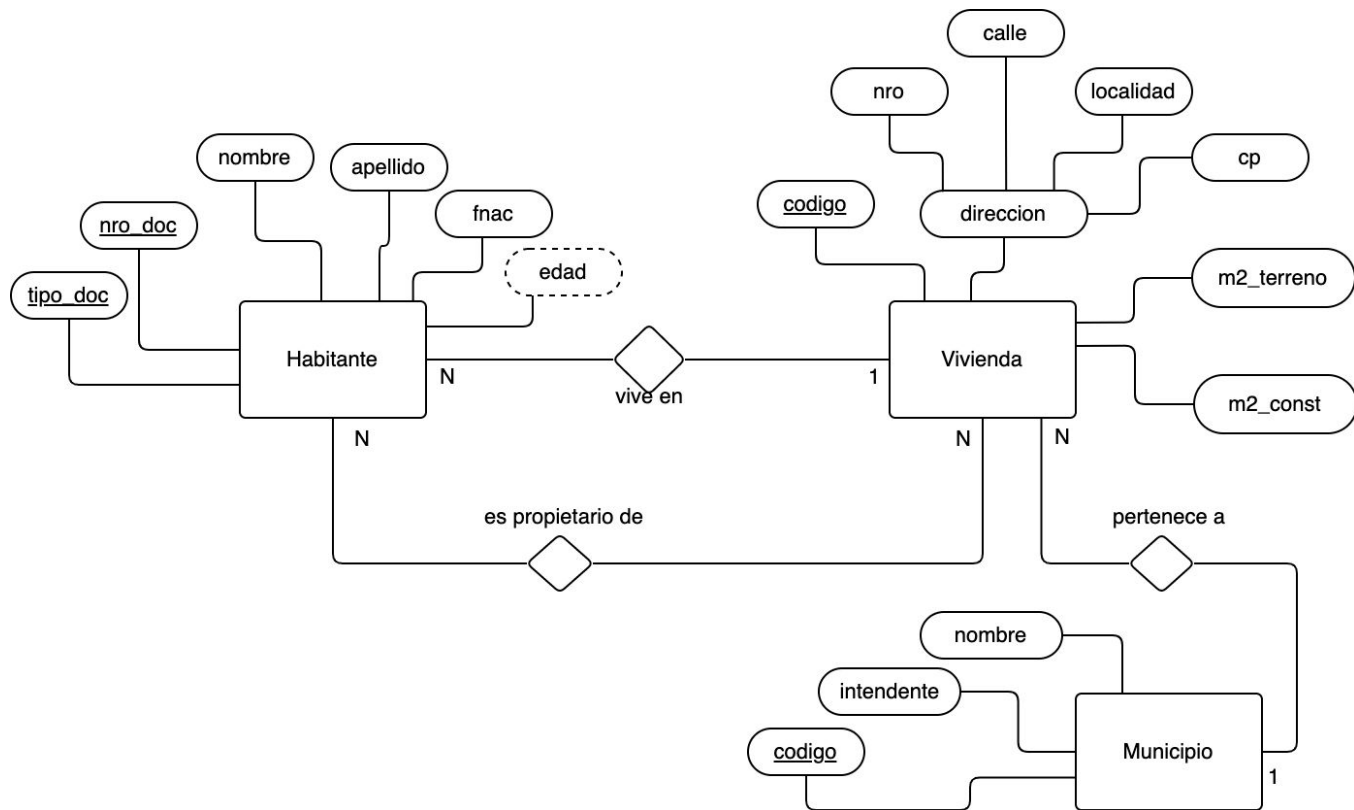 calle
nro
localidad
nombre
apellido
cp
codigo
direccion
nro_doc
fnac
edad
tipo_doc
m2_terreno
Habitante
Vivienda
N
1
vive en
m2_const
N
N
N
es propietario de
pertenece a
nombre
intendente
codigo
Municipio
1